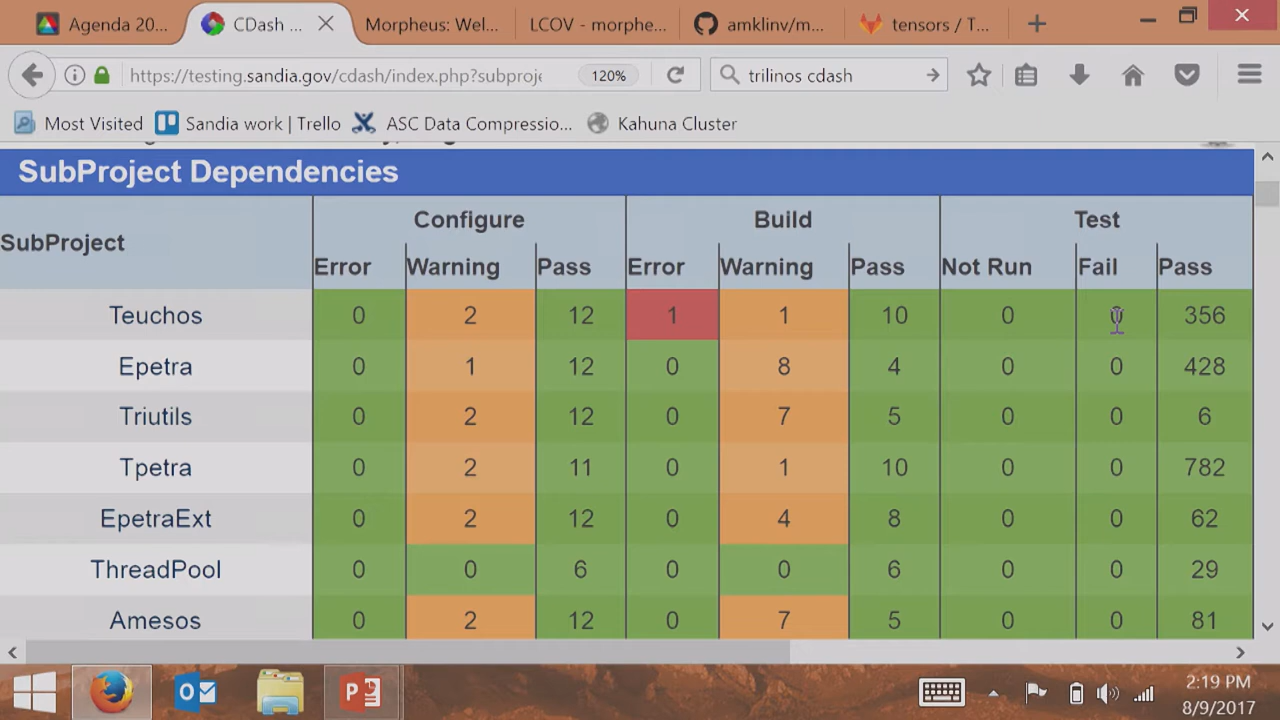 Agenda 20... CDash ... Morpheus: Wel... LCOV - morphe... amklinv/m... tensors / T...
https://testing.sandia.gov/cdash/index.php?subproje 120% trilinos cdash
Most Visited Sandia work | Trello ASC Data Compressio... Kahuna Cluster
SubProject Dependencies
SubProject Configure Build Test
Error Warning Pass Error Warning Pass Not Run Fail Pass
Teuchos 0 2 12 1 1 10 0 0 356
Epetra 0 1 12 0 8 4 0 0 428
Triutils 0 2 12 0 7 5 0 0 6
Tpetra 0 2 11 0 1 10 0 0 782
EpetraExt 0 2 12 0 4 8 0 0 62
ThreadPool 0 0 6 0 0 6 0 0 29
Amesos 0 2 12 0 7 5 0 0 81
2:19 PM
8/9/2017